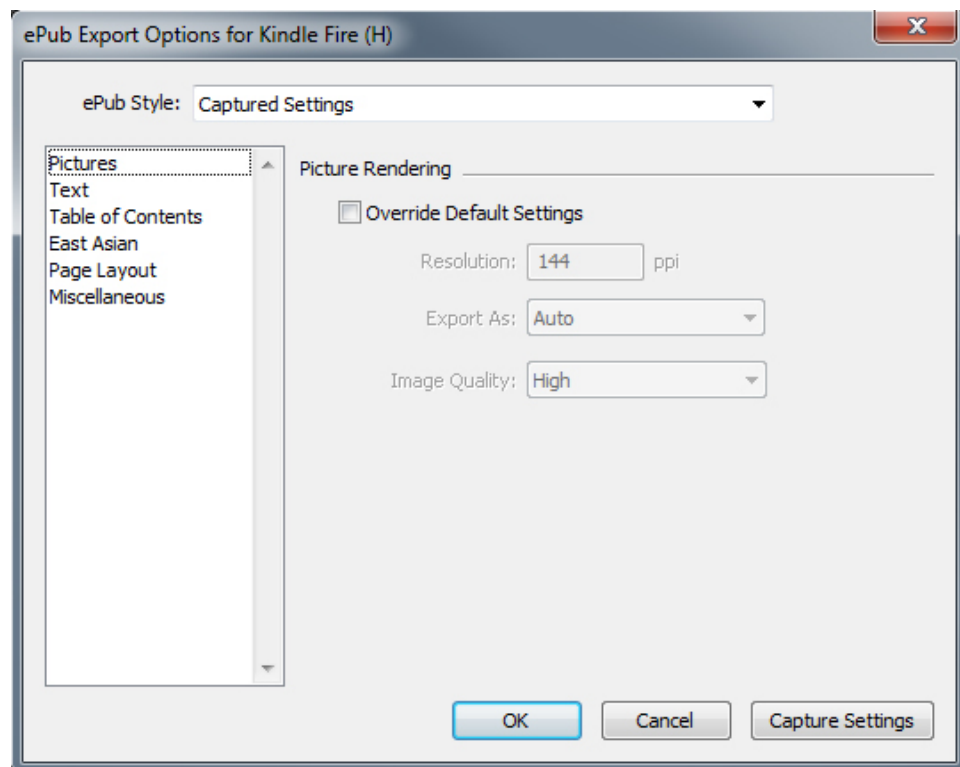 ePub Export Options for Kindle Fire (H)
ePub Style: Captured Settings
Pictures
Text
Table of Contents
East Asian
Page Layout
Miscellaneous
Picture Rendering
Override Default Settings
Resolution: 144 ppi
Export As: Auto
Image Quality: High
OK Cancel Capture Settings